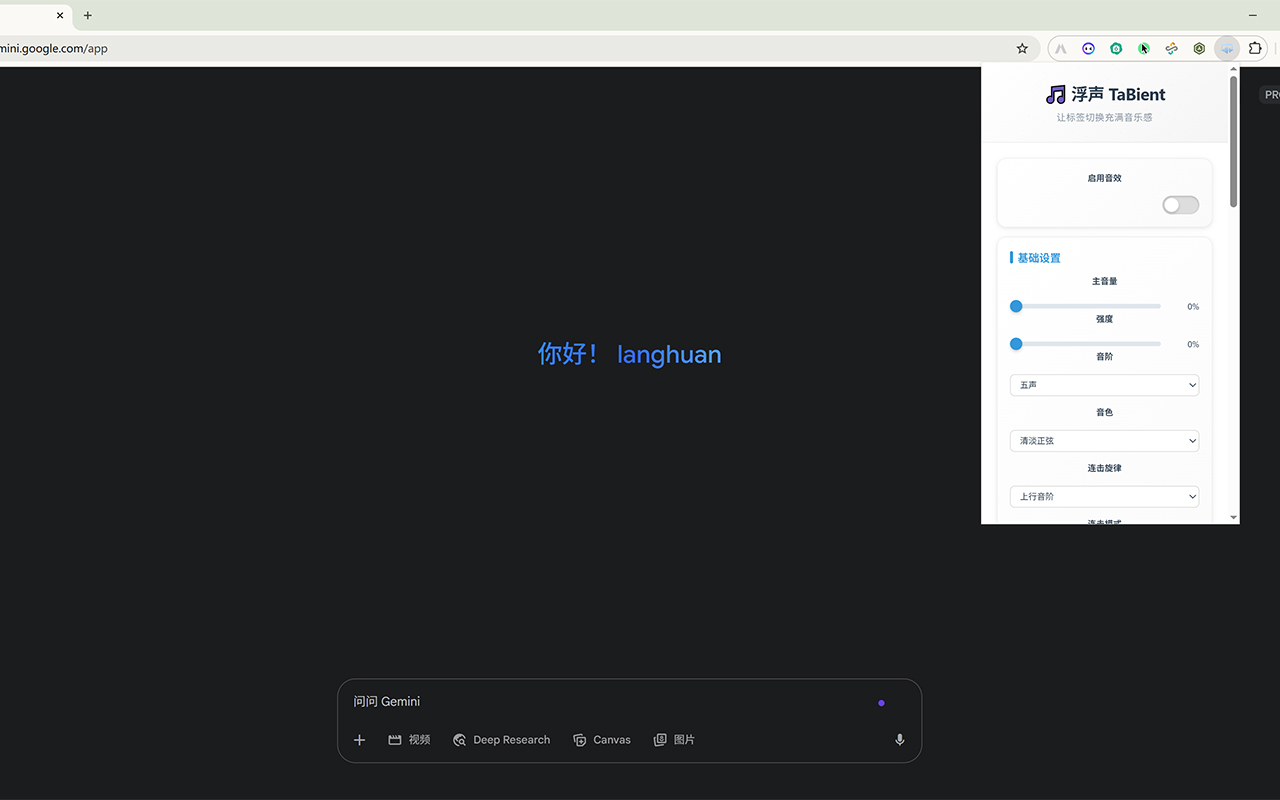 mini.google.com/app
浮声 TaBient
让标签切换充满音乐感
启用音效
基础设置
主音量
0%
强度
0%
音阶
五声
音色
清淡正弦
连击旋律
上行音阶
你好！ langhuan
问问 Gemini
视频
Deep Research
Canvas
图片